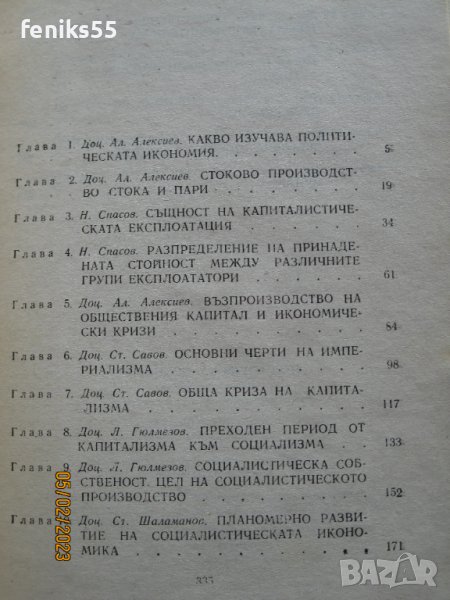 feniks55
Глава 1. Доц. Ал. Алексиев. КАКВО ИЗУЧАВА ПОЛИТИ-
ЧЕСКАТА ИКОНОМИЯ. . . . . . . . 5
Глава 2. Доц. Ал. Алексиев. СТОКОВО ПРОИЗВОДСТ-
ВО СТОКА И ПАРИ . . . . . . . . 19
Глава 3. Н. Спасов. СЪЩНОСТ НА КАПИТАЛИСТИЧЕ-
СКАТА ЕКСПЛОАТАЦИЯ . . . . . . 34
Глава 4. Н. Спасов. РАЗПРЕДЕЛЕНИЕ НА ПРИНАДЕ-
НАТА СТОЙНОСТ МЕЖДУ РАЗЛИЧНИТЕ
ГРУПИ ЕКСПЛОАТАТОРИ . . . . . . 61
Глава 5. Доц. Ал. Алексиев. ВЪЗПРОИЗВОДСТВО НА
ОБЩЕСТВЕНИЯ КАПИТАЛ И ИКОНОМИ-
ЧЕСКИ КРИЗИ . . . . . . . . . 84
Глава 6. Доц. Ст. Савов. ОСНОВНИ ЧЕРТИ НА ИМПЕ-
РИАЛИЗМА . . . . . . . . . . 98
Глава 7. Доц. Ст. Савов. ОБЩА КРИЗА НА КАПИТА-
ЛИЗМА . . . . . . . . . . . 117
Глава 8. Доц. Л. Гюлмезов. ПРЕХОДЕН ПЕРИОД ОТ
КАПИТАЛИЗМА КЪМ СОЦИАЛИЗМА . . 133
Глава 9. Доц. Л. Гюлмезов. СОЦИАЛИСТИЧЕСКА СОБ-
СТВЕНОСТ. ЦЕЛ НА СОЦИАЛИСТИЧЕСКОТО
ПРОИЗВОДСТВО . . . . . . . . . 152
Глава Доц. Ст. Шаламанов. ПЛАНОМЕРНО РАЗВИ-
ТИЕ НА СОЦИАЛИСТИЧЕСКАТА ИКОНО-
МИКА . . . . . . . . . . . 171
335
05/02/2023
BAZAR.bg